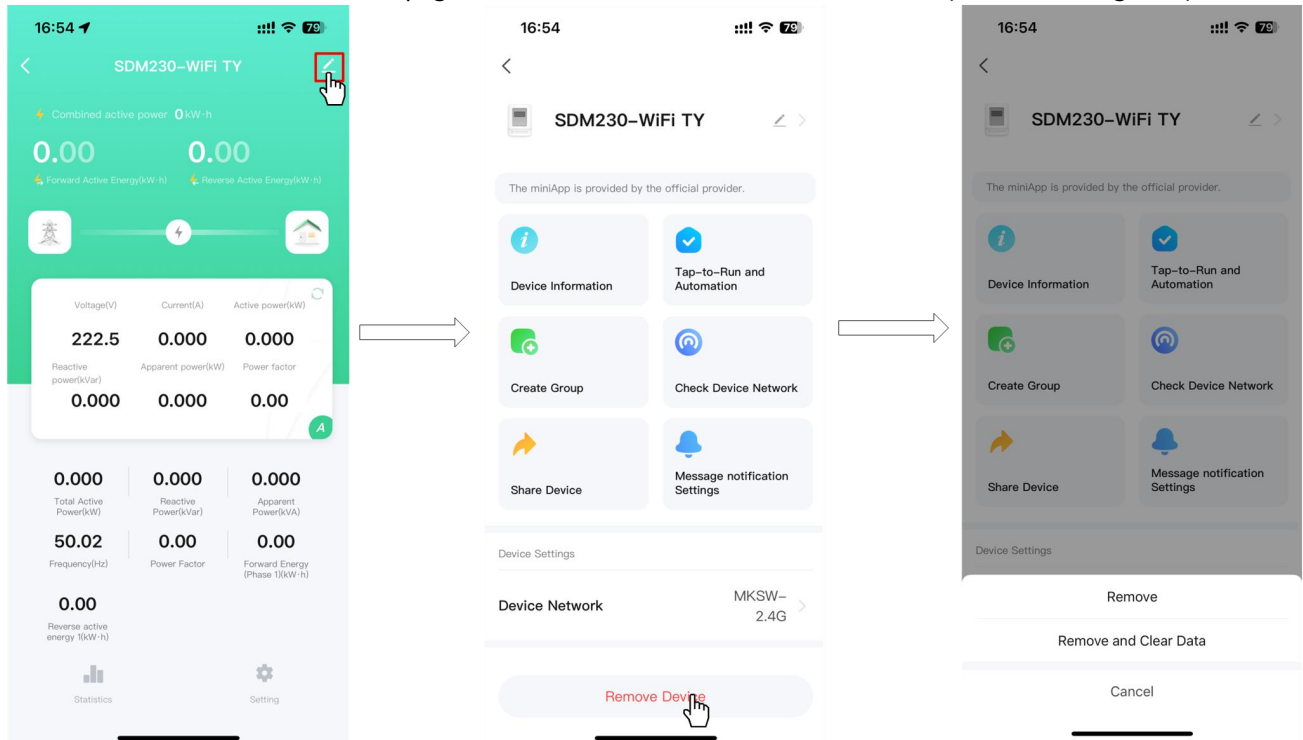 16:54
79
SDM230-WiFi TY
Combined active power 0 kW·h
0.00 0.00
Forward Active Energy(kW·h) Reverse Active Energy(kW·h)
Voltage(V) Current(A) Active power(kW)
222.5 0.000 0.000
Reactive
power(kVar) Apparent power(kW) Power factor
0.000 0.000 0.00
A
0.000 0.000 0.000
Total Active
Power(kW)
Reactive
Power(kVar)
Apparent
Power(kVA)
50.02 0.00 0.00
Frequency(Hz) Power Factor Forward Energy
(Phase 1)(kW·h)
0.00
Reverse active
energy 1(kW·h)
Statistics Setting
16:54
79
SDM230-WiFi TY
The miniApp is provided by the official provider.
Device Information
Tap-to-Run and
Automation
Create Group
Check Device Network
Share Device
Message notification
Settings
Device Settings
Device Network
MKSW-
2.4G
Remove Device
16:54
79
SDM230-WiFi TY
The miniApp is provided by the official provider.
Device Information
Tap-to-Run and
Automation
Create Group
Check Device Network
Share Device
Message notification
Settings
Device Settings
Remove
Remove and Clear Data
Cancel